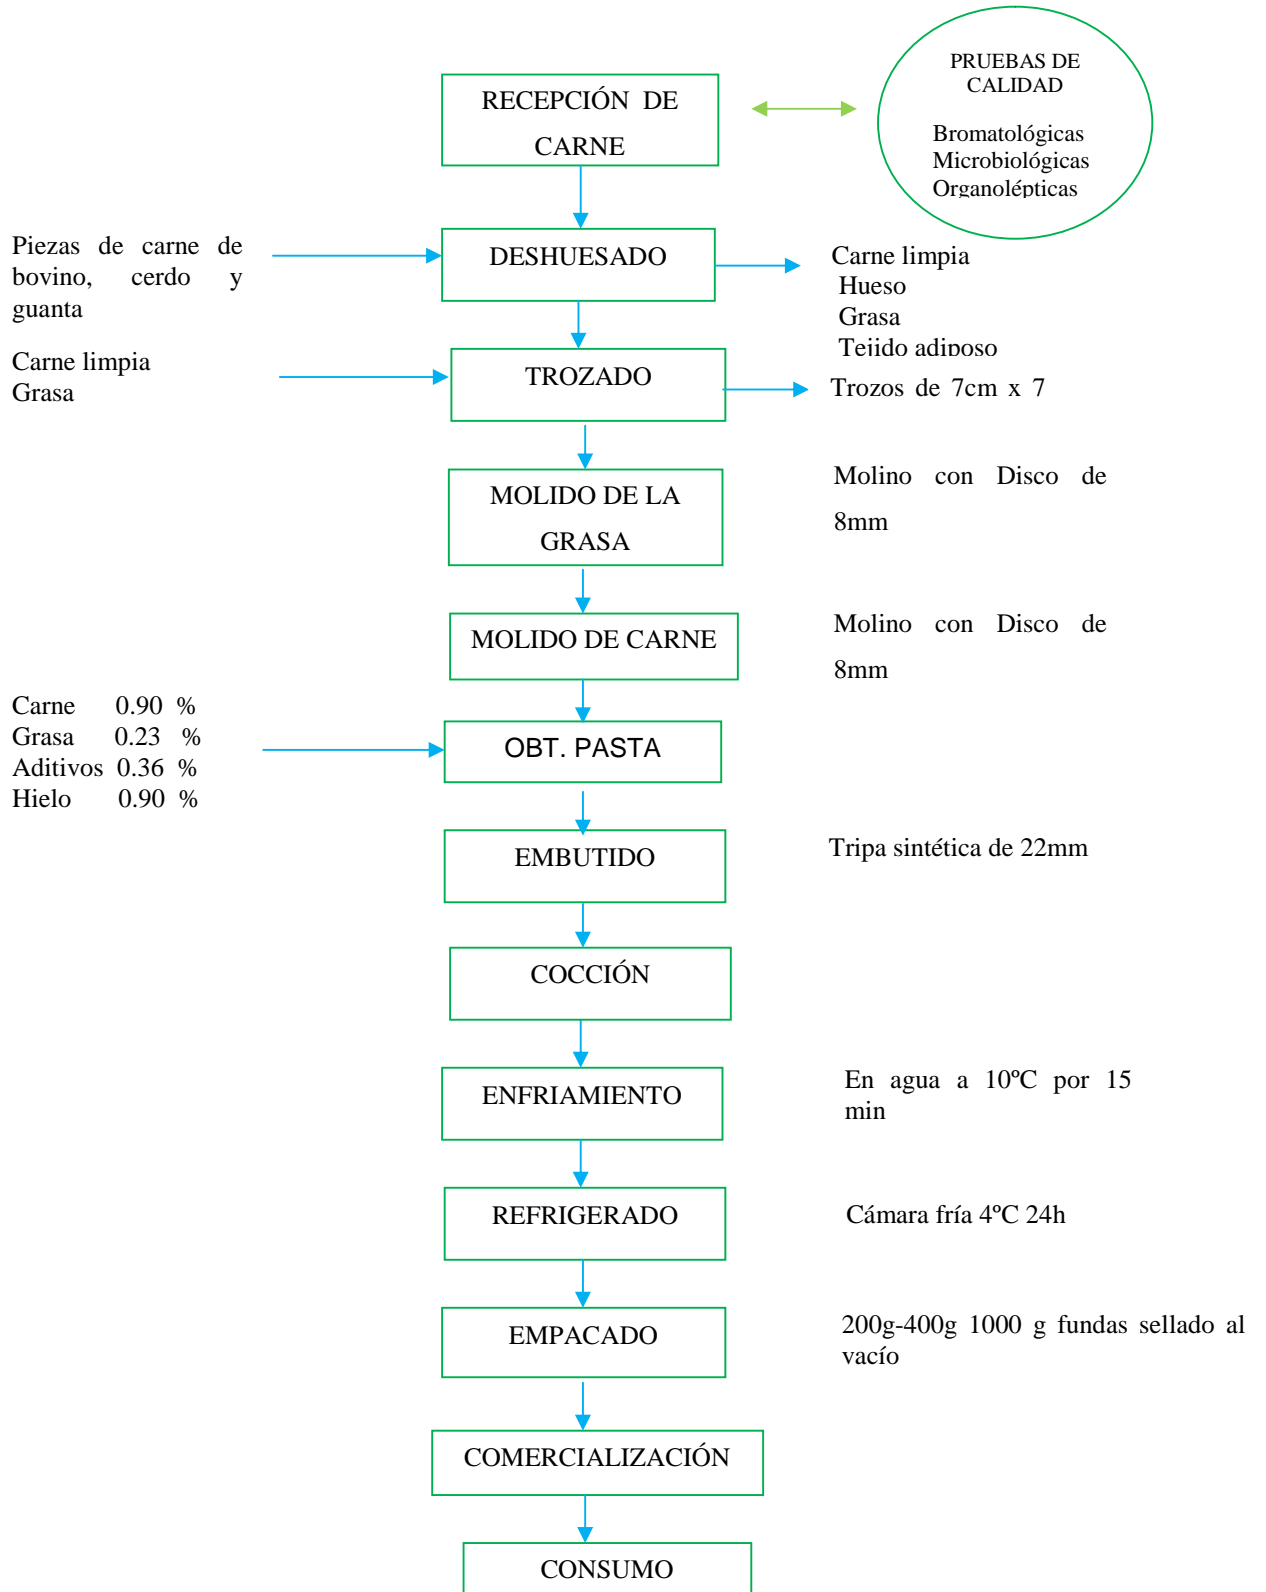 PRUEBAS DE
CALIDAD
Bromatológicas
Microbiológicas
Organolépticas
RECEPCIÓN DE
CARNE
Piezas de carne de
bovino, cerdo y
guanta
DESHUESADO
Carne limpia
Hueso
Grasa
Tejido adiposo
Carne limpia
Grasa
TROZADO
Trozos de 7cm x 7
MOLIDO DE LA
GRASA
Molino con Disco de
8mm
MOLIDO DE CARNE
Molino con Disco de
8mm
Carne 0.90 %
Grasa 0.23 %
Aditivos 0.36 %
Hielo 0.90 %
OBT. PASTA
EMBUTIDO
Tripa sintética de 22mm
COCCIÓN
ENFRIAMIENTO
En agua a 10ºC por 15
min
REFRIGERADO
Cámara fría 4ºC 24h
EMPACADO
200g-400g 1000 g fundas sellado al
vacío
COMERCIALIZACIÓN
CONSUMO